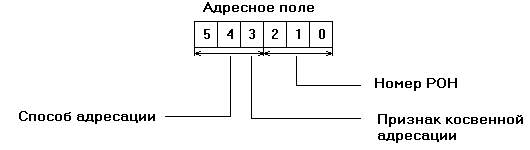 Адресное поле
5 4 3 2 1 0
Номер РОН
Способ адресации
Признак косвенной
адресации